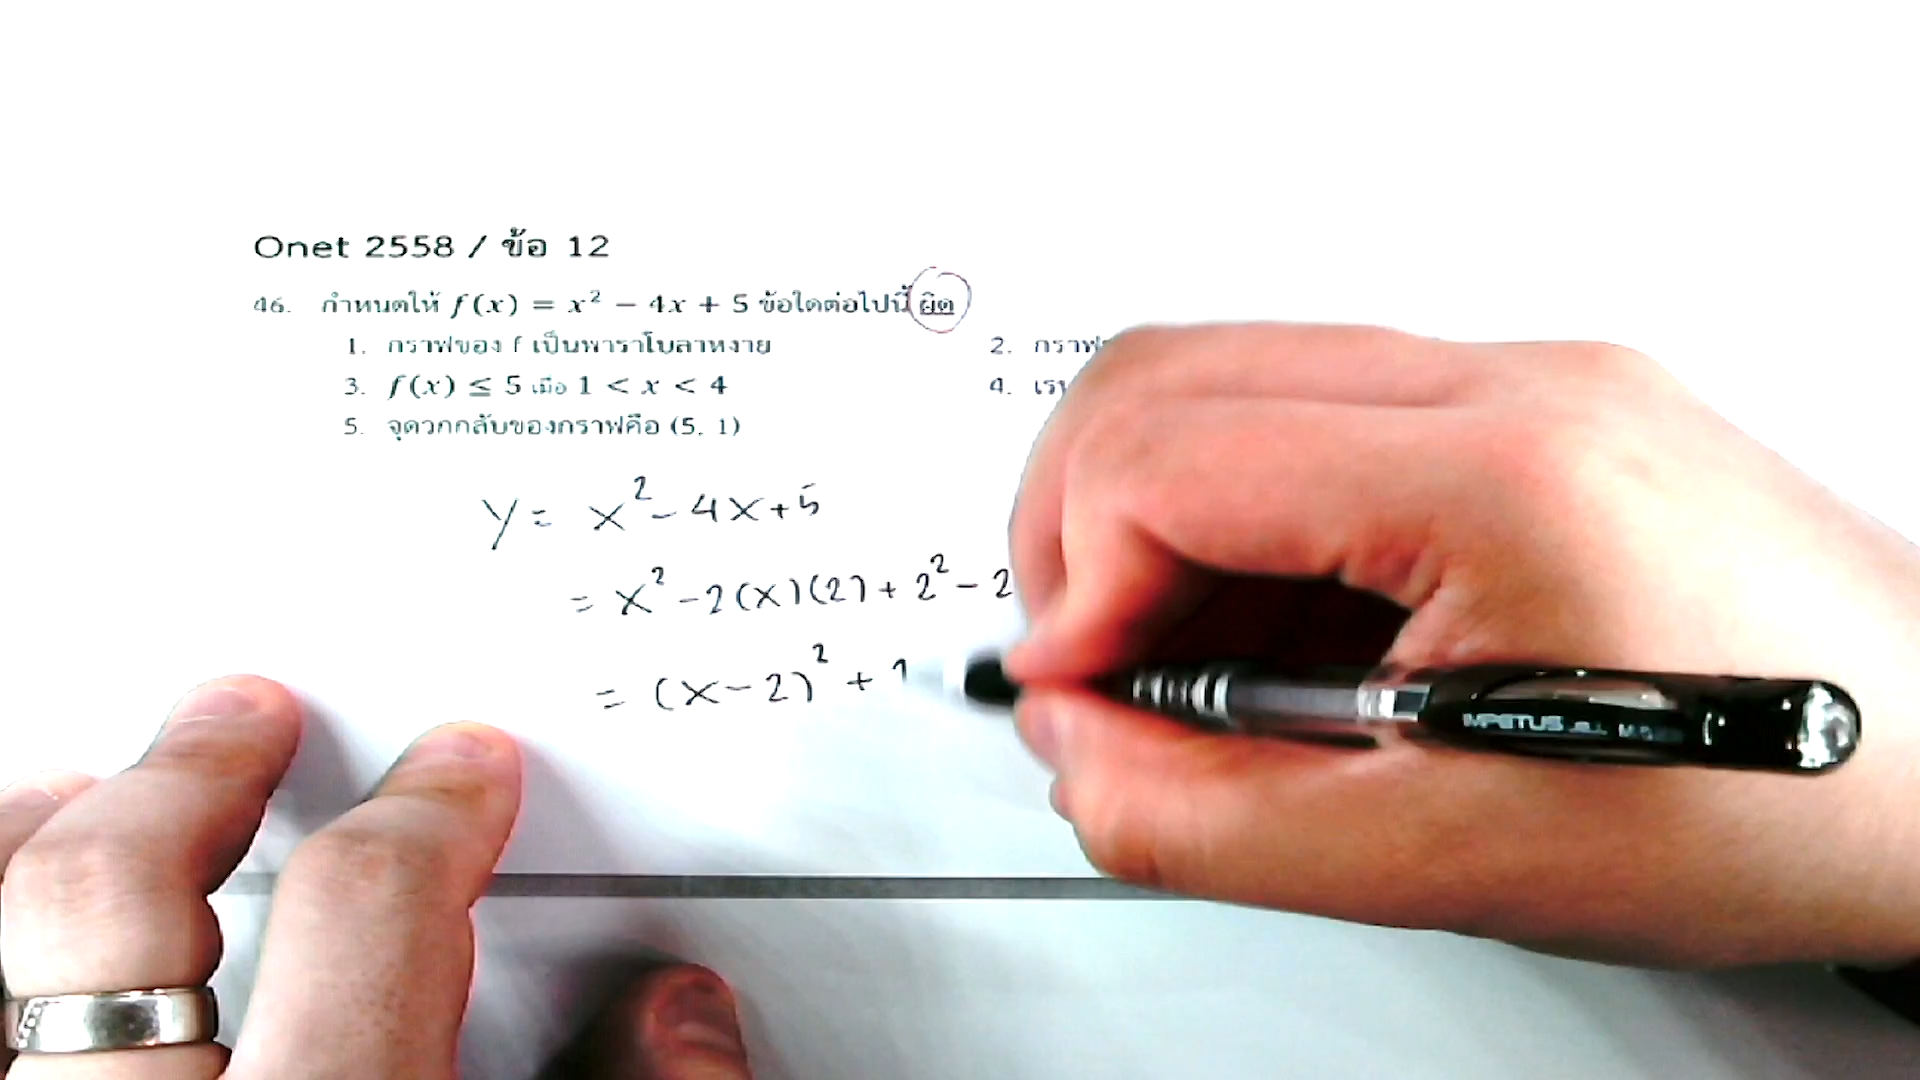 Onet 2558 / ข้อ 12
46. กำหนดให้ f(x) = x² − 4x + 5 ข้อใดต่อไปนี้ ผิด
1. กราฟของ f เป็นพาราโบลาหงาย
2. กราฟ
3. f(x) ≤ 5 เมื่อ 1 < x < 4
4.
5. จุดวกกลับของกราฟคือ (5, 1)
y = x² - 4x + 5
= x² - 2(x)(2) + 2² - 2
= (x - 2)² + 1
IMPETUS